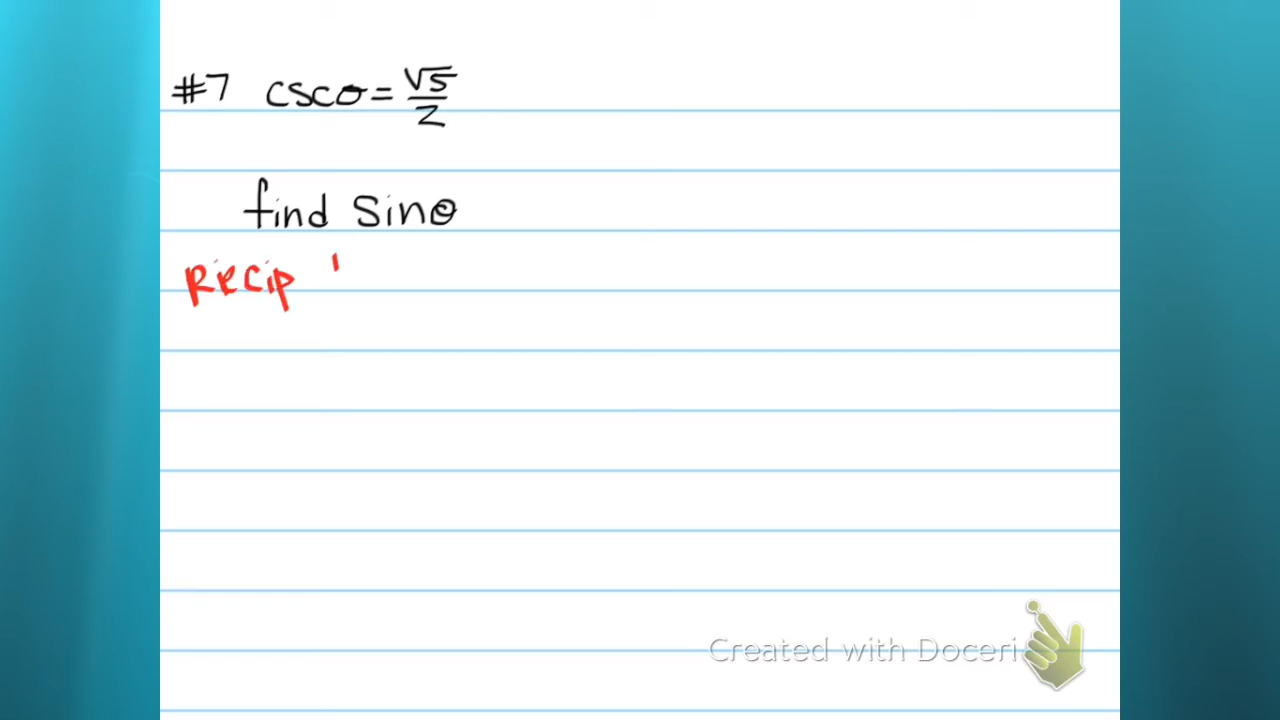 #7 cscθ = √5/2
find sinθ
Recip
Created with Doceri